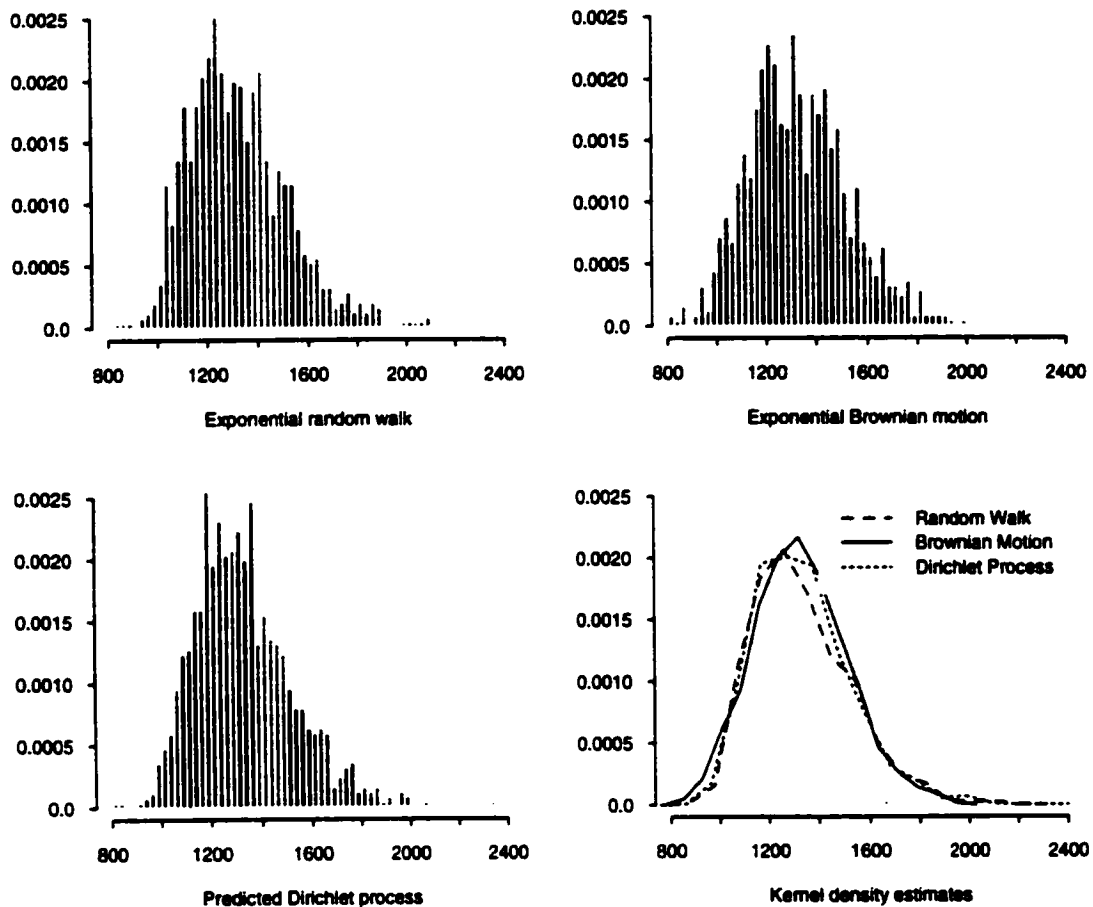 0.0025
0.0020
0.0015
0.0010
0.0005
0.0
800 1200 1600 2000 2400
Exponential random walk
0.0025
0.0020
0.0015
0.0010
0.0005
0.0
800 1200 1600 2000 2400
Exponential Brownian motion
0.0025
0.0020
0.0015
0.0010
0.0005
0.0
800 1200 1600 2000 2400
Predicted Dirichlet process
0.0025
0.0020
0.0015
0.0010
0.0005
0.0
Random Walk
Brownian Motion
Dirichlet Process
800 1200 1600 2000 2400
Kernel density estimates